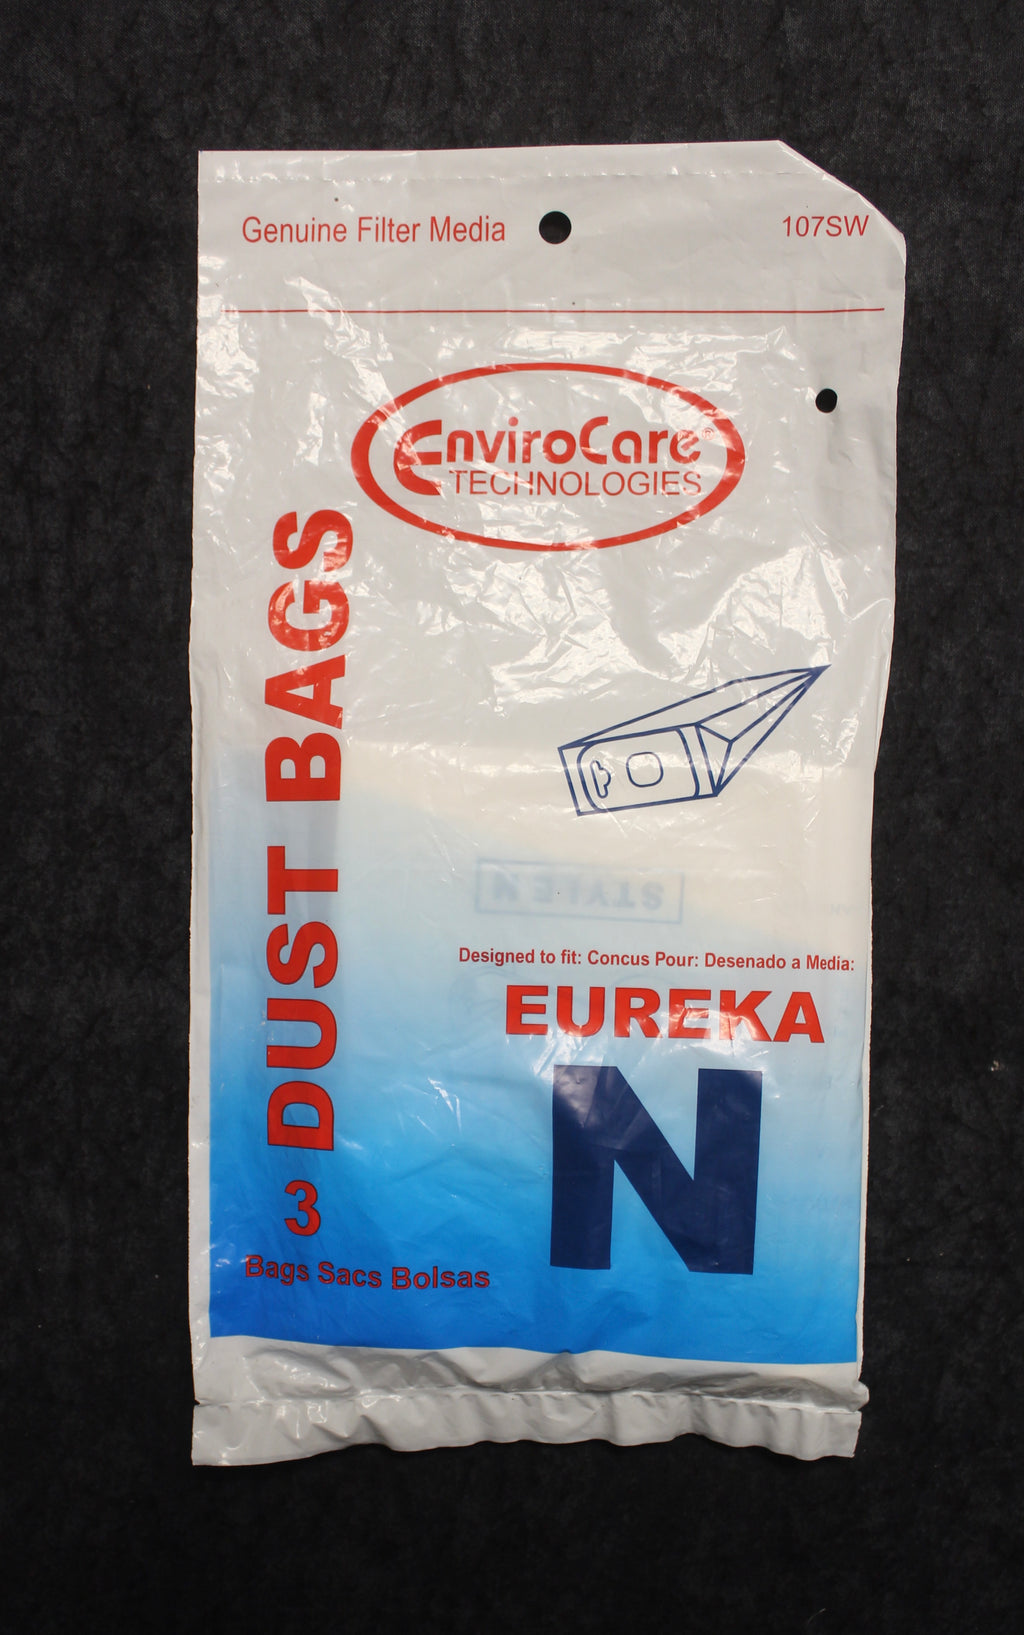 Genuine Filter Media
107SW
EnviroCare®
TECHNOLOGIES
DUST BAGS
STYLE N
Designed to fit: Concus Pour: Desenado a Media:
EUREKA
N
3
Bags Sacs Bolsas